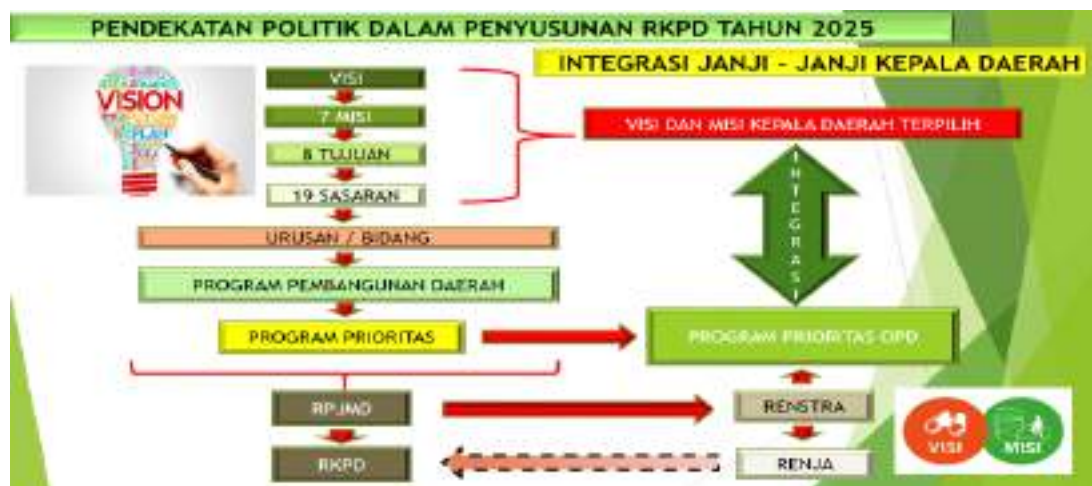 PENDEKATAN POLITIK DALAM PENYUSUNAN RKPD TAHUN 2025
INTEGRASI JANJI - JANJI KEPALA DAERAH
VISION
PLAN
VISI
7 MISI
8 TUJUAN
19 SASARAN
VISI DAN MISI KEPALA DAERAH TERPILIH
INTEGRASI
URUSAN / BIDANG
PROGRAM PEMBANGUNAN DAERAH
PROGRAM PRIORITAS
PROGRAM PRIORITAS OPD
RPJMD
RENSTRA
RKPD
RENJA
VISI
MISI